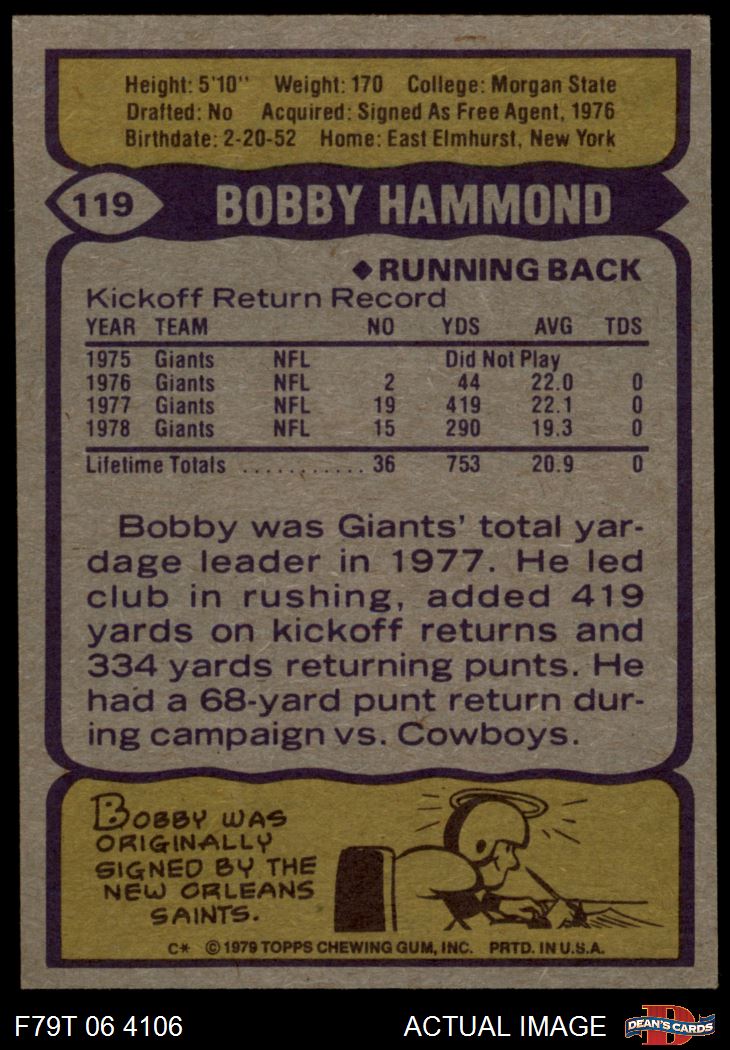 Height: 5'10" Weight: 170 College: Morgan State
Drafted: No Acquired: Signed As Free Agent, 1976
Birthdate: 2-20-52 Home: East Elmhurst, New York
119 BOBBY HAMMOND
◆RUNNING BACK
Kickoff Return Record
YEAR TEAM NO YDS AVG TDS
1975 Giants NFL Did Not Play
1976 Giants NFL 2 44 22.0 0
1977 Giants NFL 19 419 22.1 0
1978 Giants NFL 15 290 19.3 0
Lifetime Totals ........... 36 753 20.9 0
Bobby was Giants' total yar-
dage leader in 1977. He led
club in rushing, added 419
yards on kickoff returns and
334 yards returning punts. He
had a 68-yard punt return dur-
ing campaign vs. Cowboys.
BOBBY WAS
ORIGINALLY
SIGNED BY THE
NEW ORLEANS
SAINTS.
C* © 1979 TOPPS CHEWING GUM, INC. PRTD. IN U.S.A.
F79T 06 4106 ACTUAL IMAGE D DEAN'S CARDS